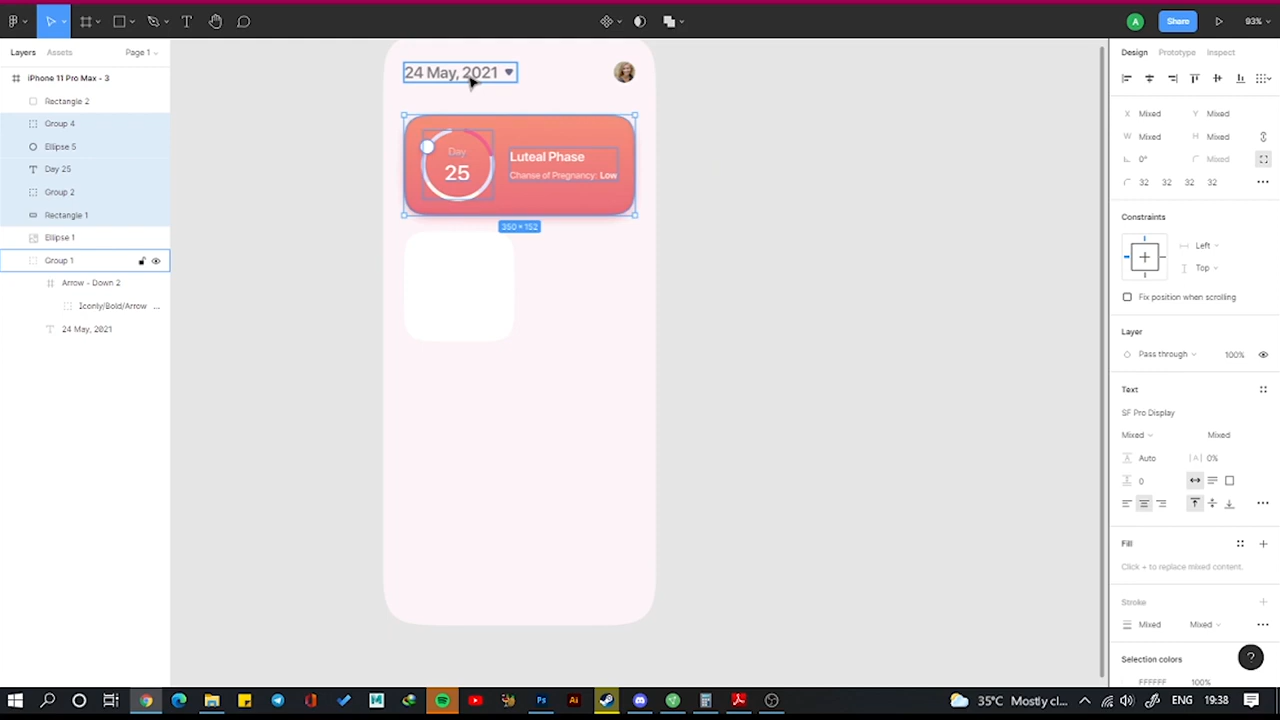 A
Share
93%
Layers
Assets
Page 1
Design
Prototype
Inspect
iPhone 11 Pro Max - 3
Rectangle 2
Group 4
Ellipse 5
Day 25
Group 2
Rectangle 1
Ellipse 1
Group 1
Arrow - Down 2
Iconly/Bold/Arrow ...
24 May, 2021
24 May, 2021
Day
25
Luteal Phase
Chanse of Pregnancy: Low
350 × 152
X Mixed
Y Mixed
W Mixed
H Mixed
0°
Mixed
32 32 32 32
Constraints
Left
Top
Fix position when scrolling
Layer
Pass through
100%
Text
SF Pro Display
Mixed
Mixed
Auto
0%
0
Fill
Click + to replace mixed content.
Stroke
Mixed
Mixed
Selection colors
FFFFFF
100%
?
35°C Mostly cl...
ENG
19:38